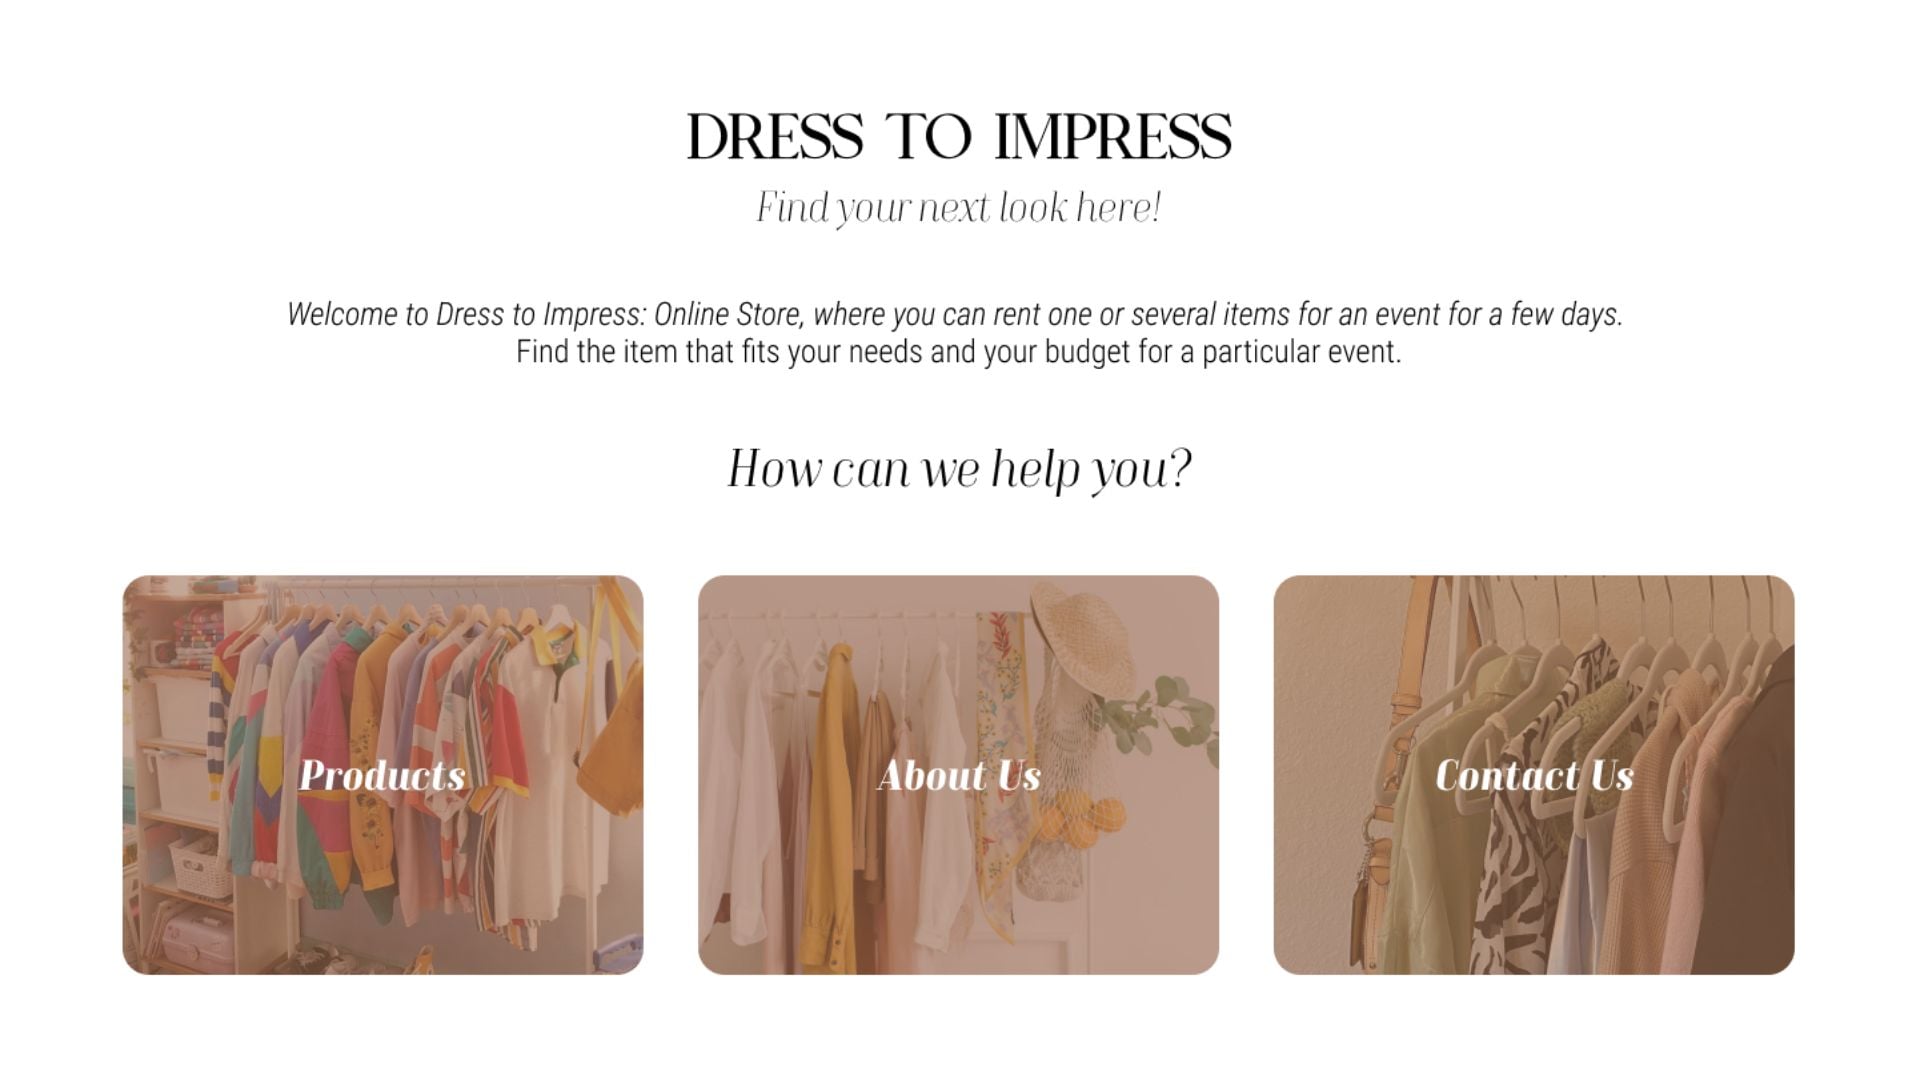 DRESS TO IMPRESS
Find your next look here!
Welcome to Dress to Impress: Online Store, where you can rent one or several items for an event for a few days.
Find the item that fits your needs and your budget for a particular event.
How can we help you?
Products
About Us
Contact Us